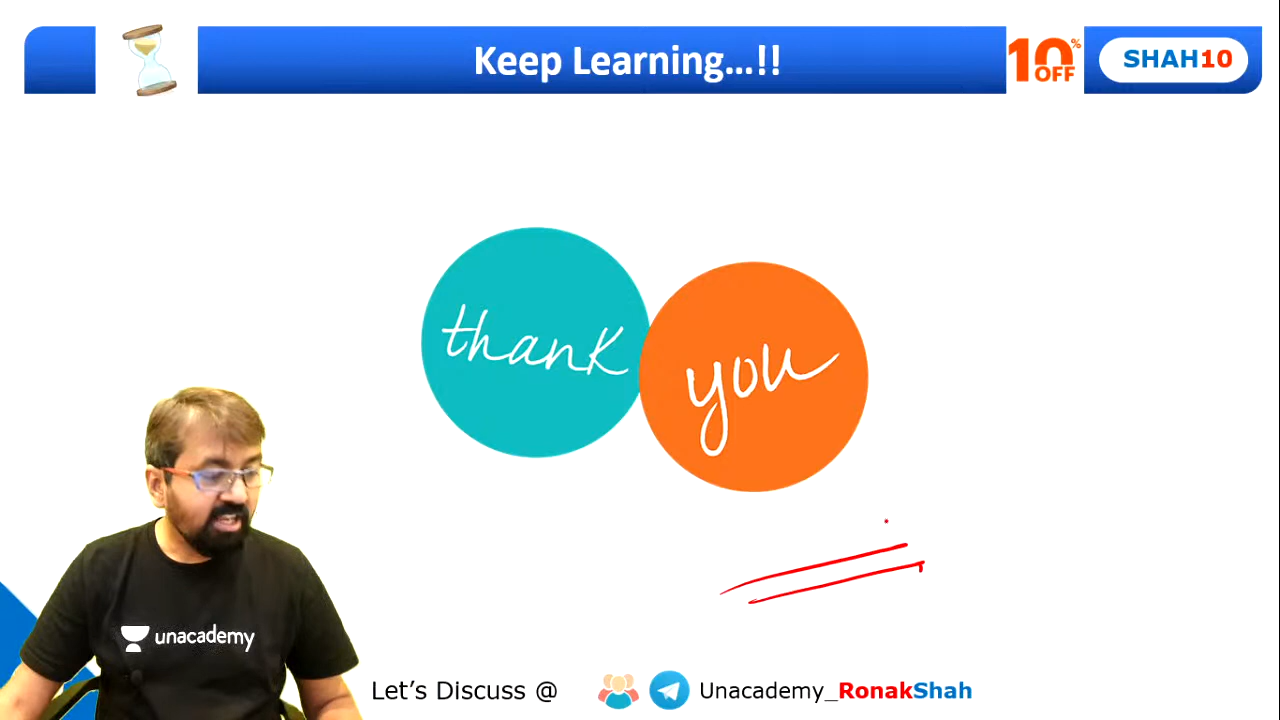 Keep Learning...!!
10% OFF
SHAH10
thank
you
unacademy
Let's Discuss @ Unacademy_RonakShah